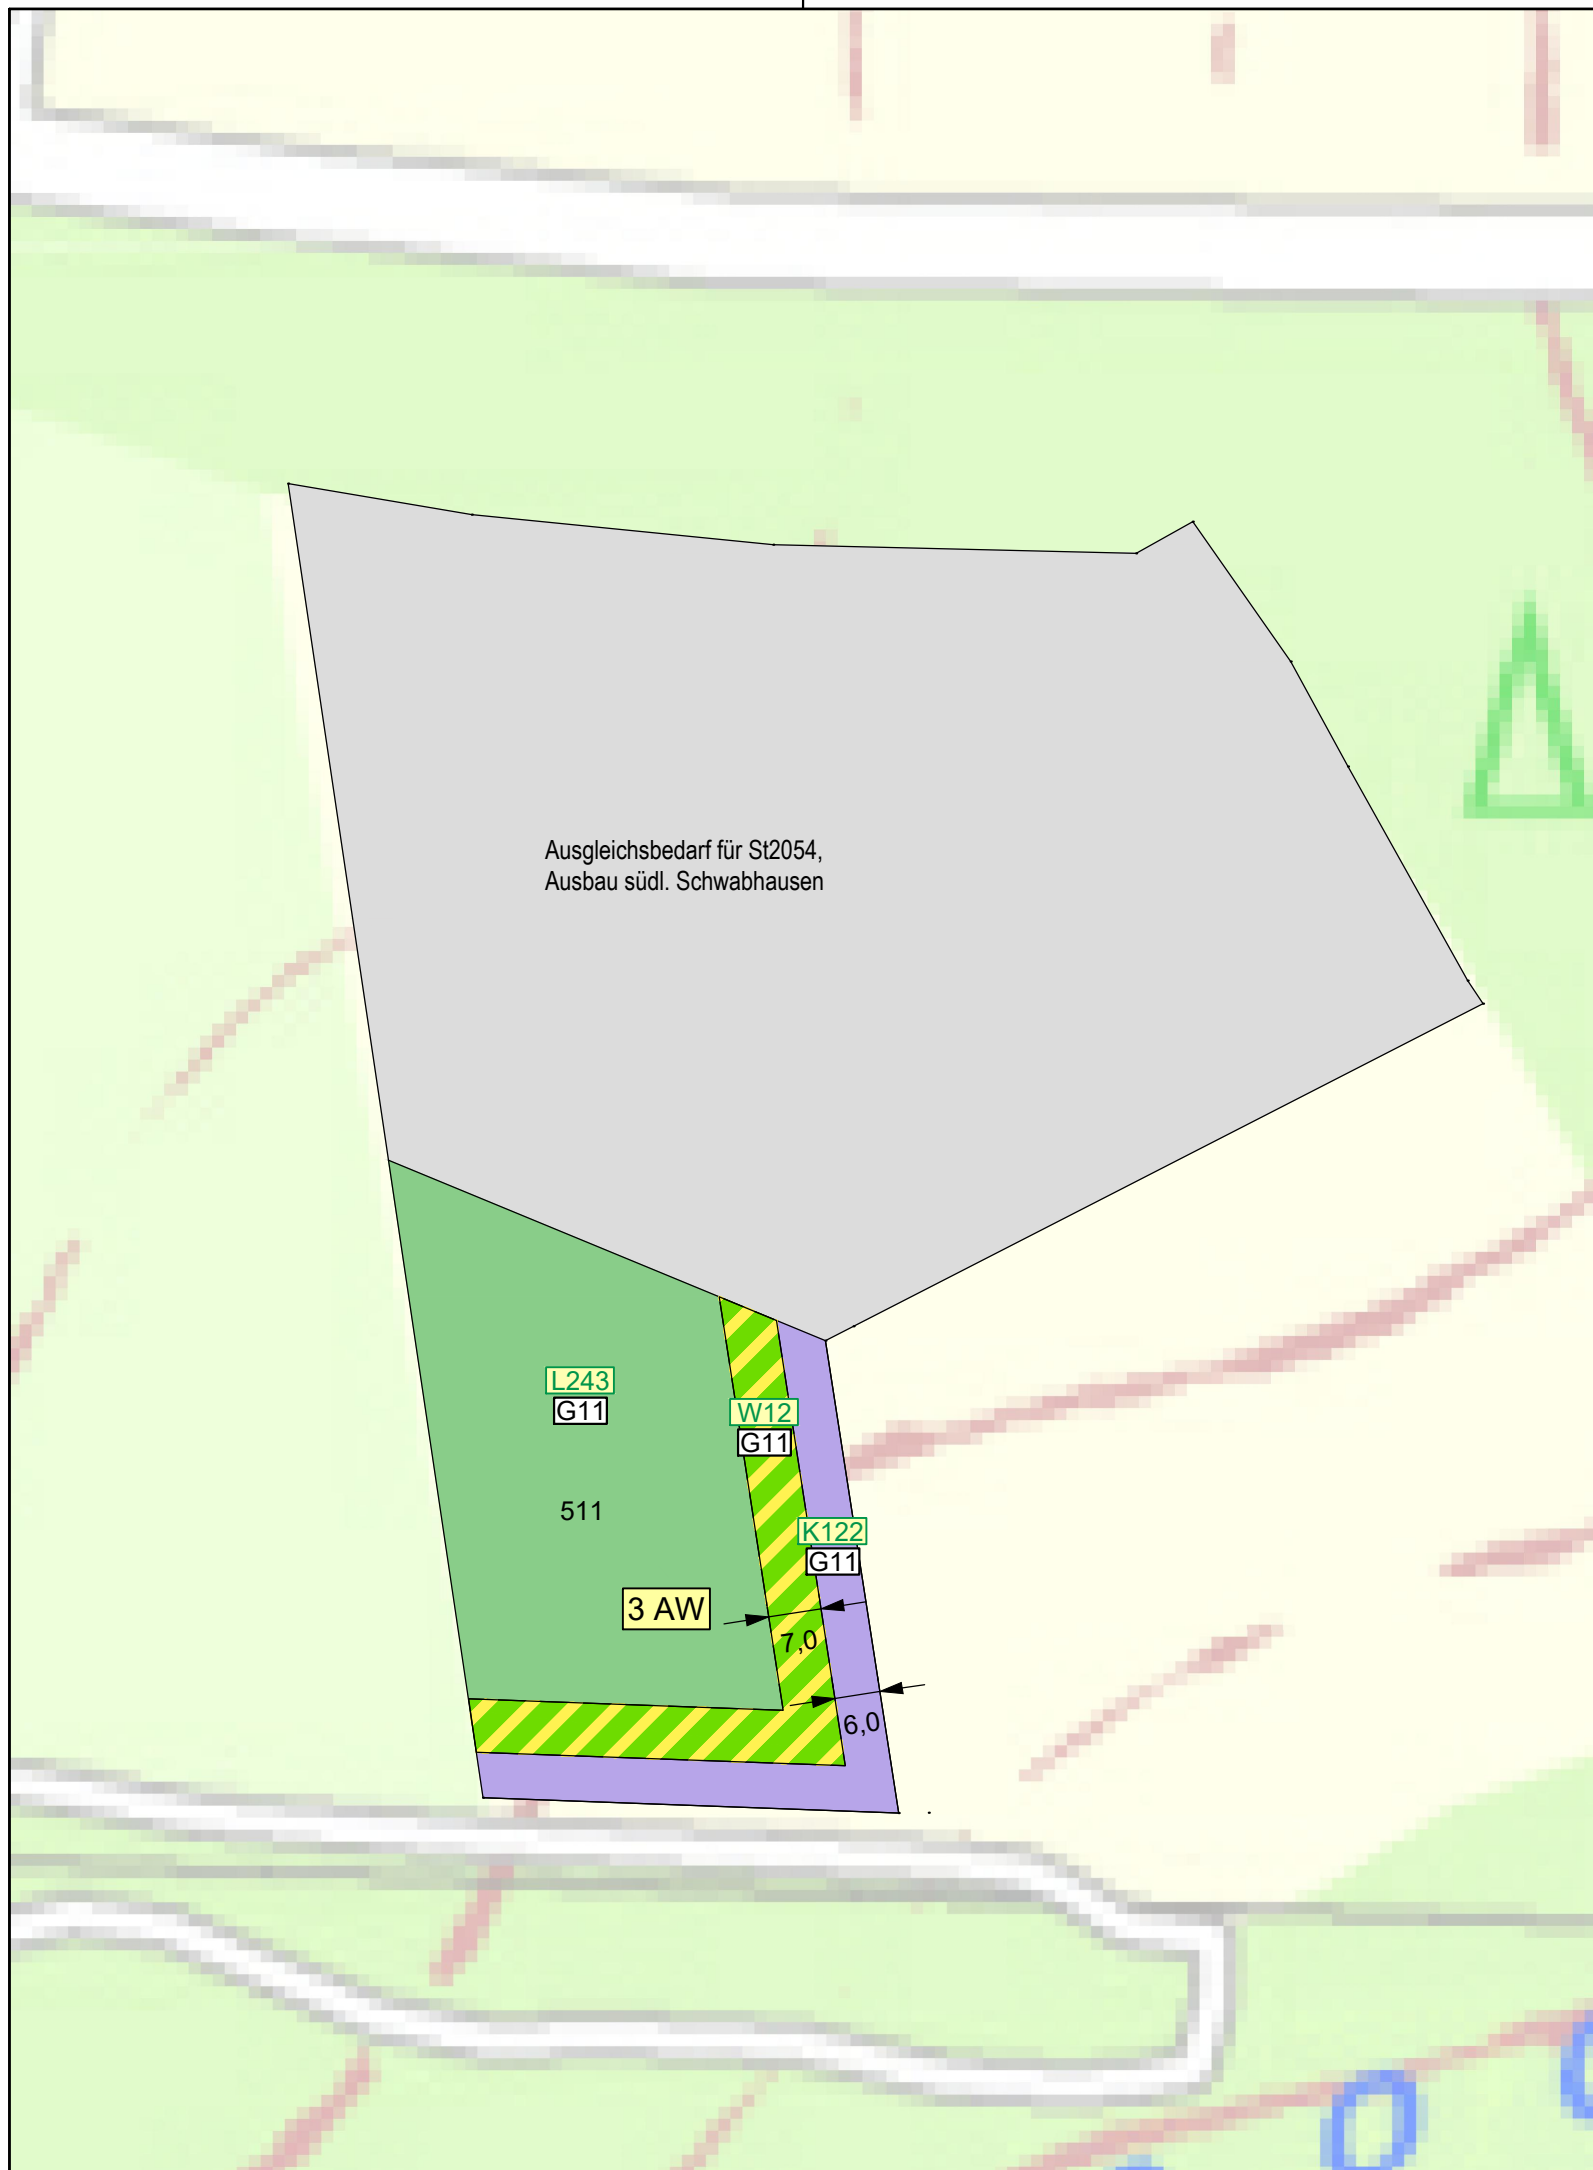 Ausgleichsbedarf für St2054,
Ausbau südl. Schwabhausen
L243
G11
W12
G11
511
K122
G11
3 AW
7,0
6,0
0